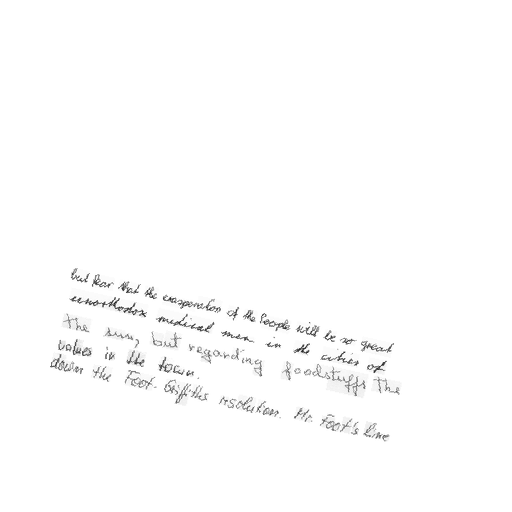 but fear that the exasperation of the People will be so great
unorthodox medical men in the cities of
the sun, but regarding foodstuffs The
values in the town.
down the Foot-Griffiths resolution. Mr. Foot's line